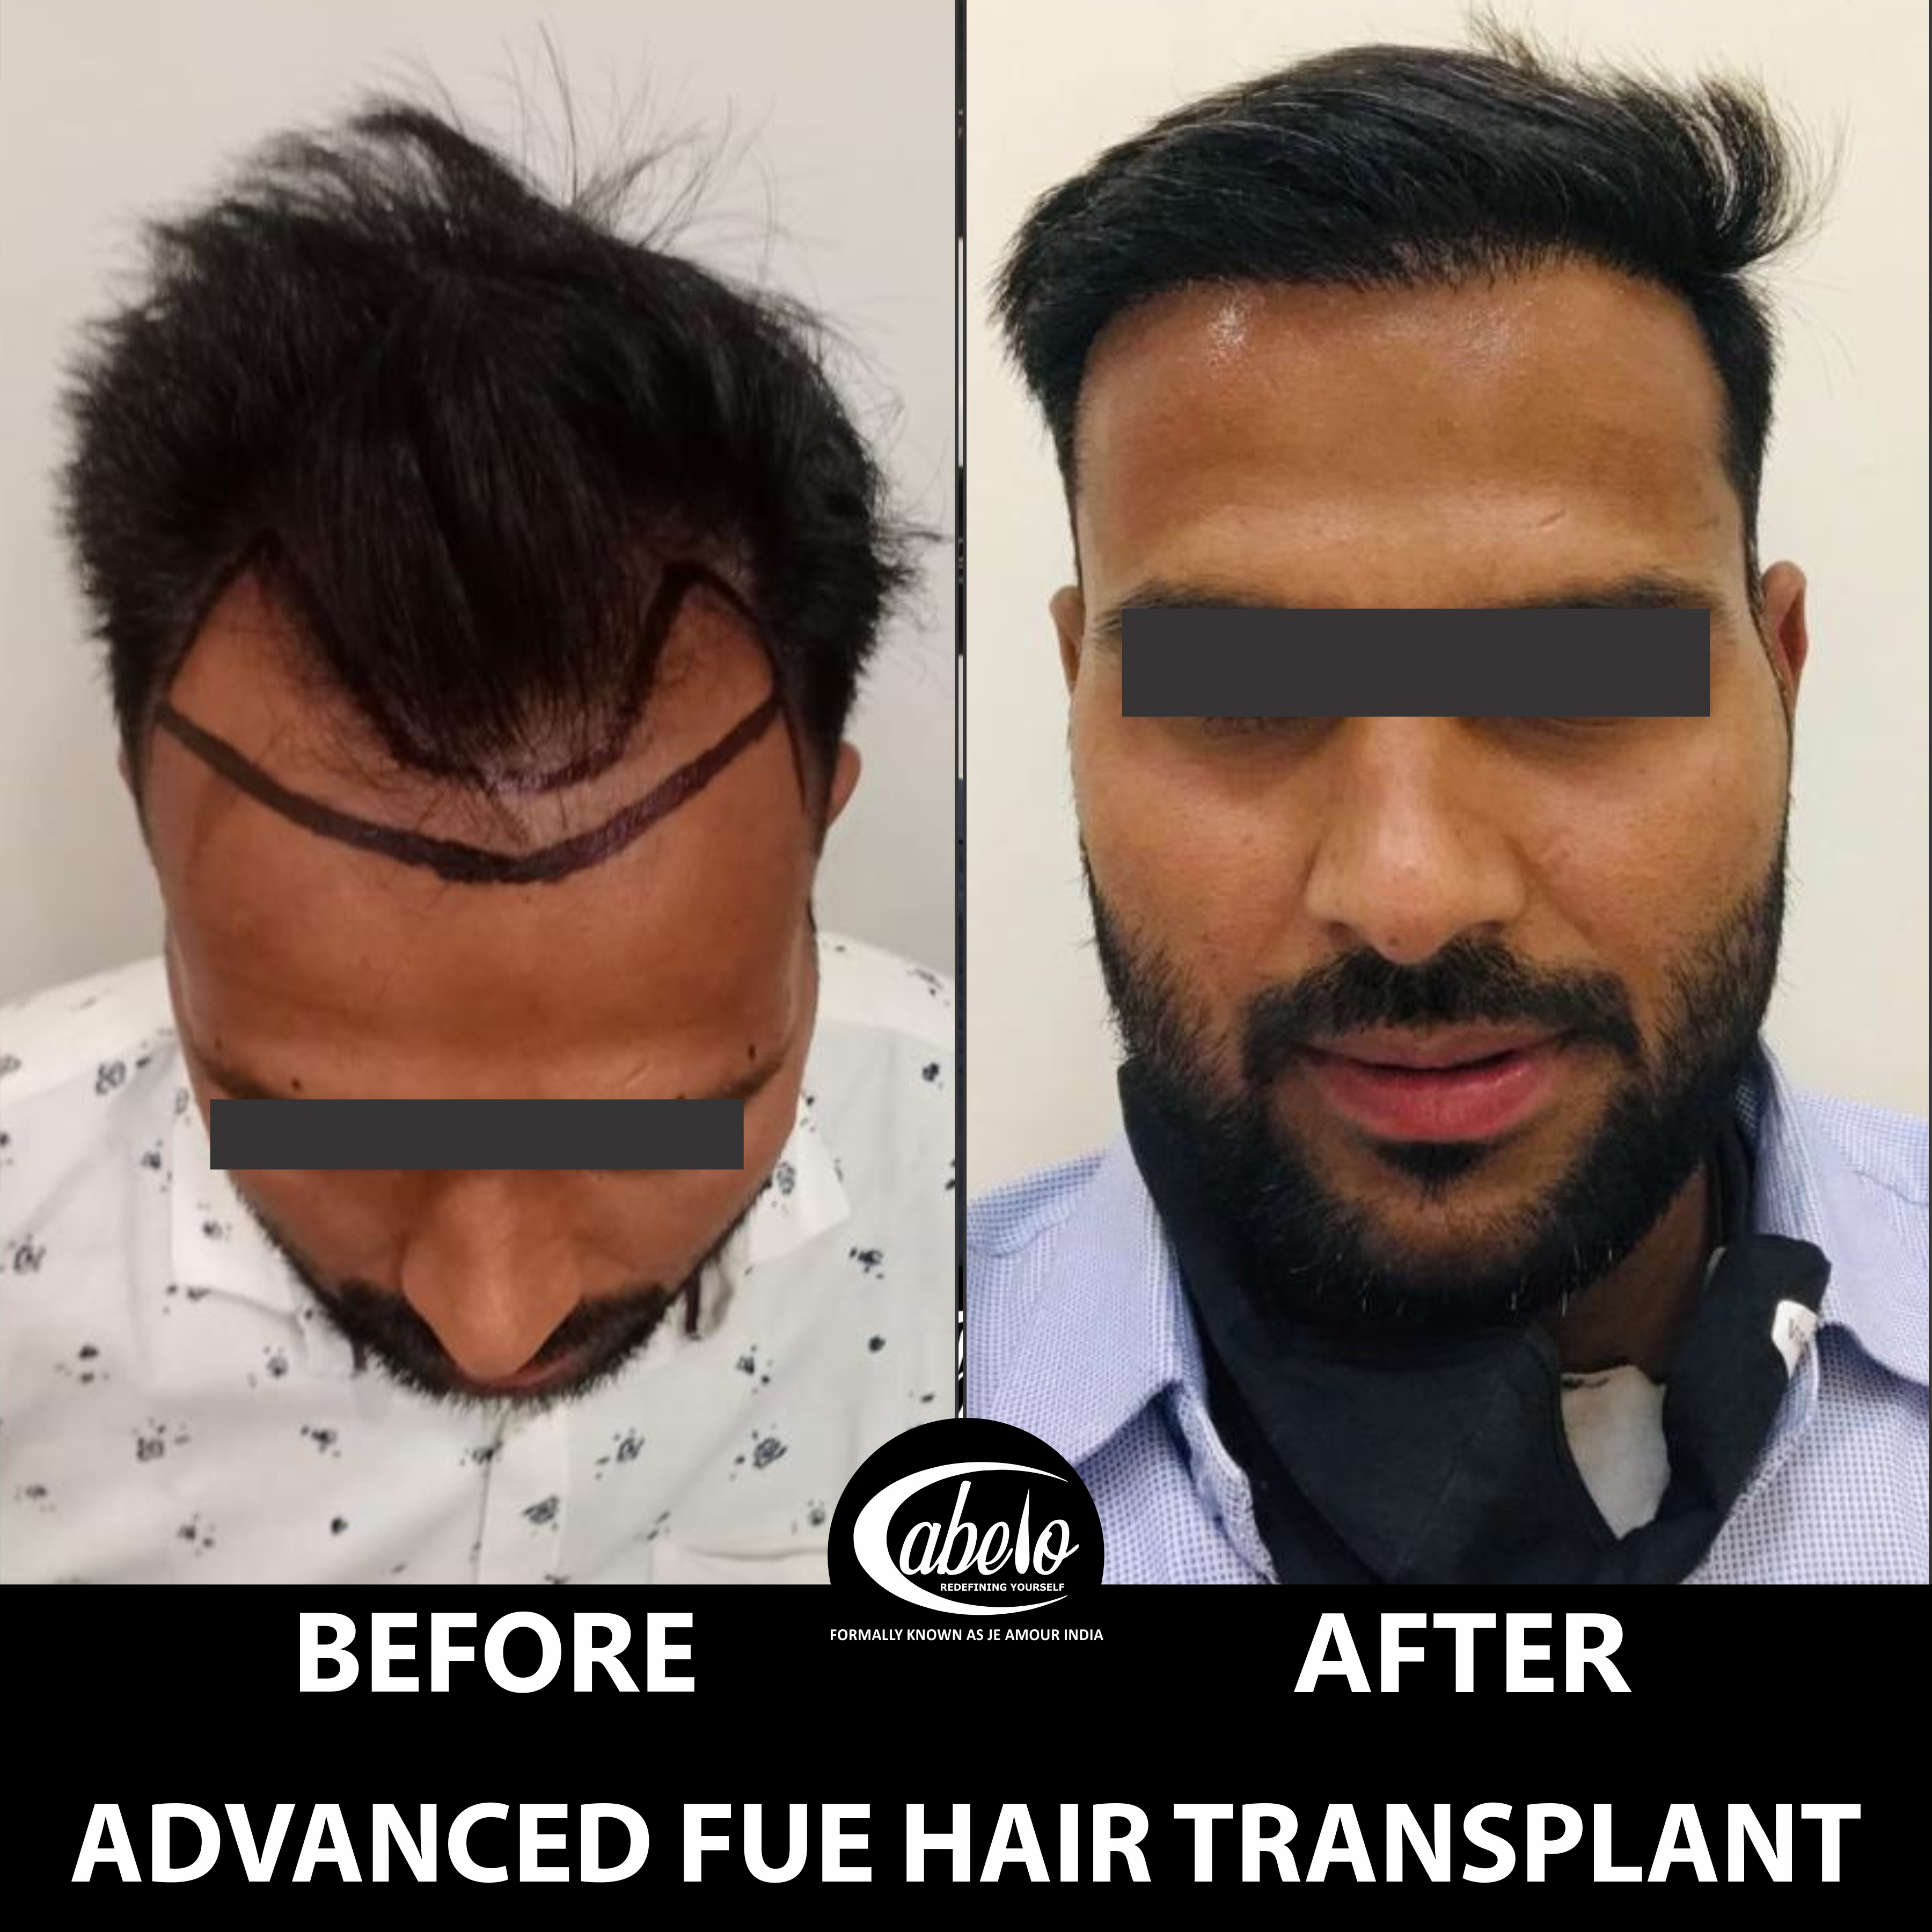 Cabelo
REDEFINING YOURSELF
FORMALLY KNOWN AS JE AMOUR INDIA
BEFORE
AFTER
ADVANCED FUE HAIR TRANSPLANT